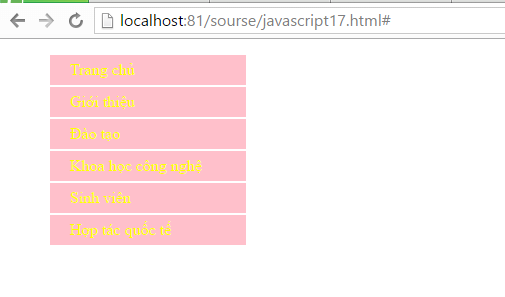 localhost:81/sourse/javascript17.html#
Trang chủ
Giới thiêu
Đào tạo
Khoa học công nghệ
Sinh viên
Hợp tác quốc tế